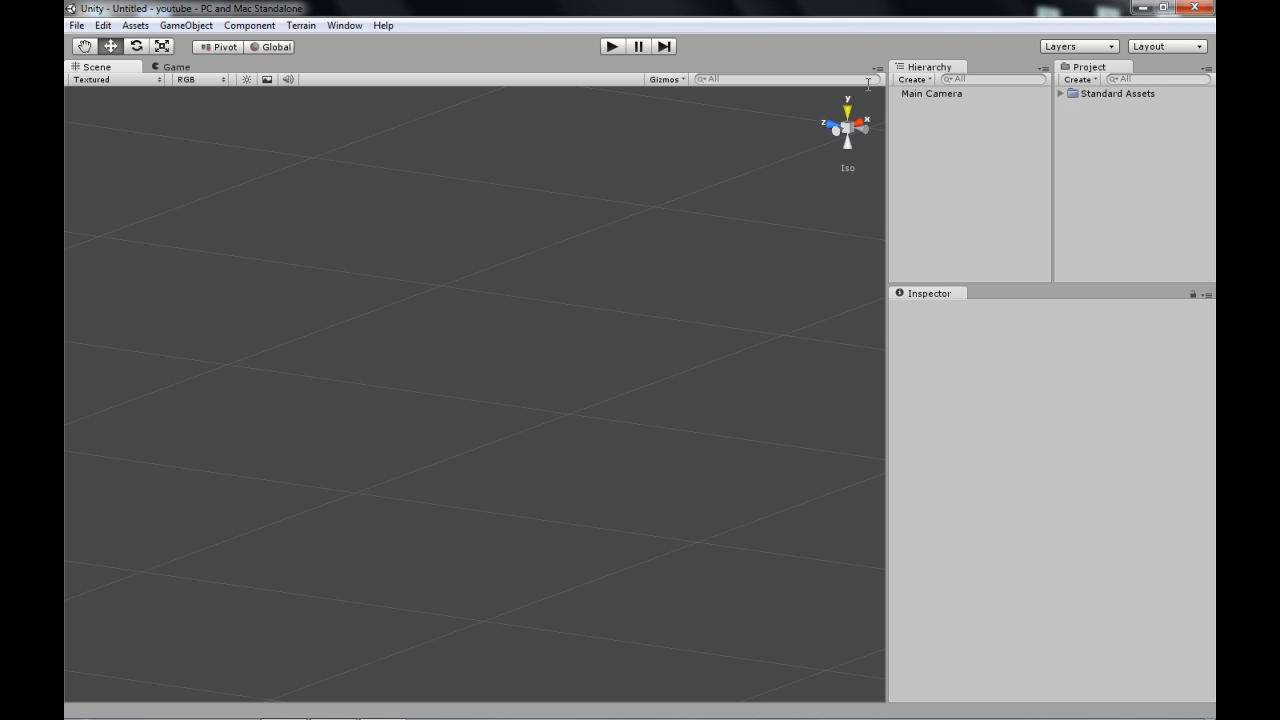 Unity - Untitled - youtube - PC and Mac Standalone
File Edit Assets GameObject Component Terrain Window Help
Pivot Global Layers Layout
Scene Game Hierarchy Project
Textured RGB Gizmos All Create All Create All
Main Camera Standard Assets
y
z x
Iso
Inspector